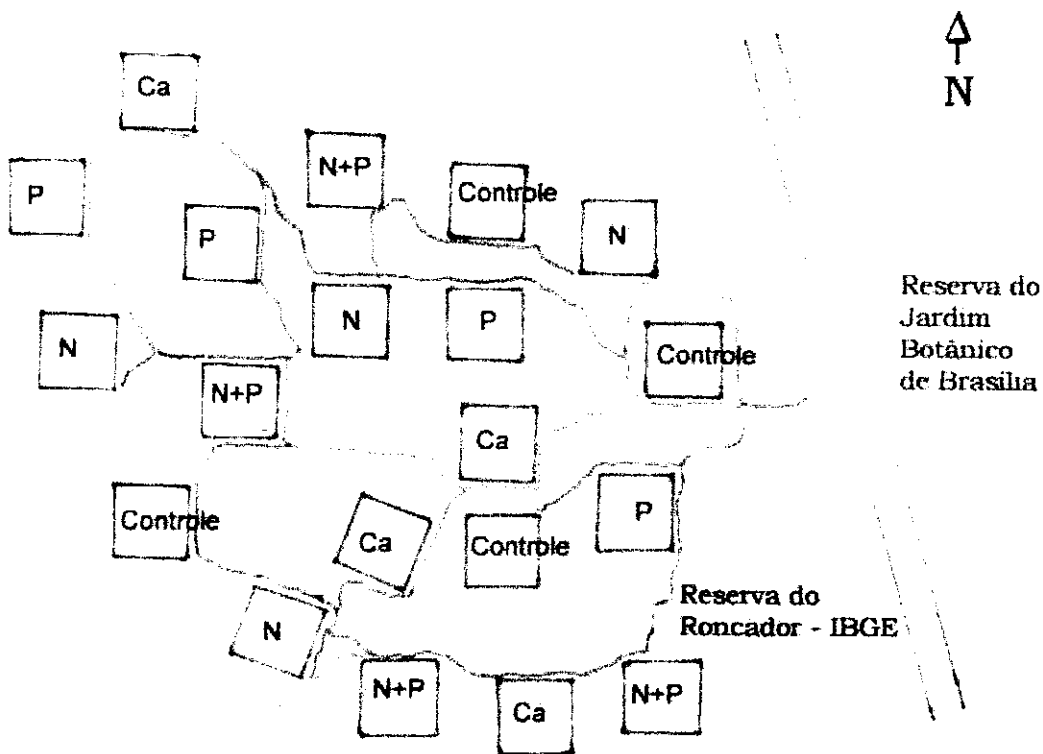 Ca
N
N+P
P
Controle
P
N
N
P
N
Controle
N+P
Ca
Controle
Ca
Controle
P
N
N+P
Ca
N+P
Reserva do
Jardim
Botânico
de Brasília
Reserva do
Roncador - IBGE